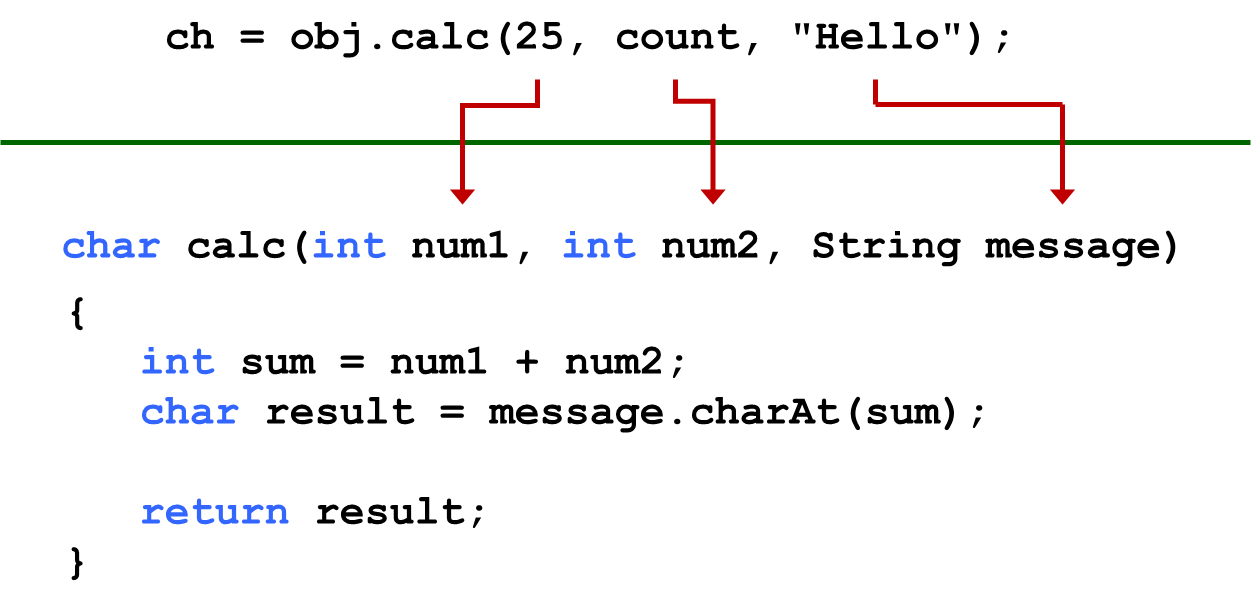 ch = obj.calc(25, count, "Hello");
char calc(int num1, int num2, String message)
{
int sum = num1 + num2;
char result = message.charAt(sum);
return result;
}